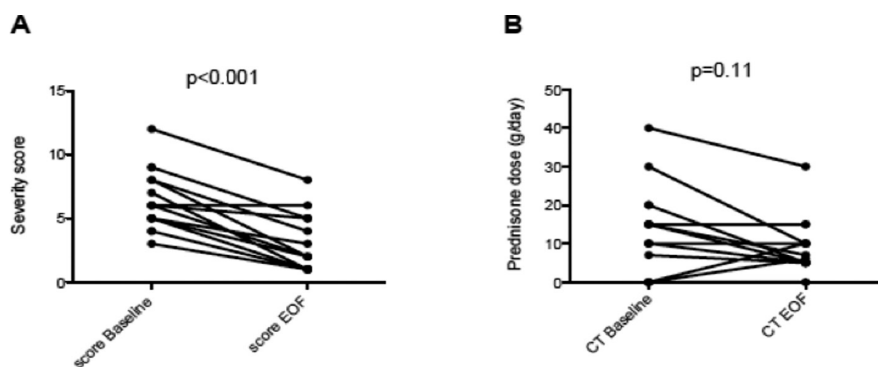 A
p<0.001
Severity score
15
10
5
0
score Baseline
score EOF
B
p=0.11
Prednisone dose (g/day)
50
40
30
20
10
0
CT Baseline
CT EOF